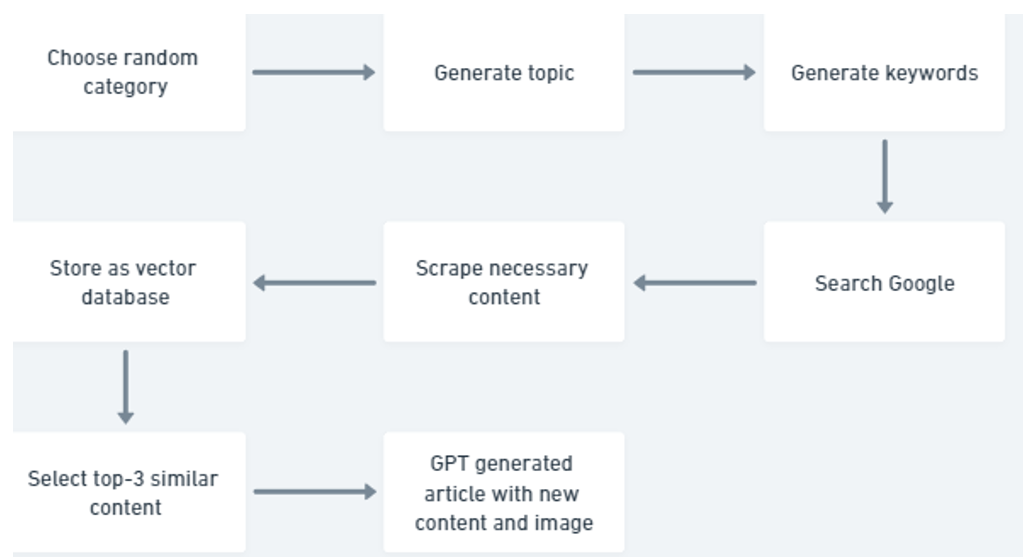 Choose random
category
Generate topic
Generate keywords
Search Google
Scrape necessary
content
Store as vector
database
Select top-3 similar
content
GPT generated
article with new
content and image